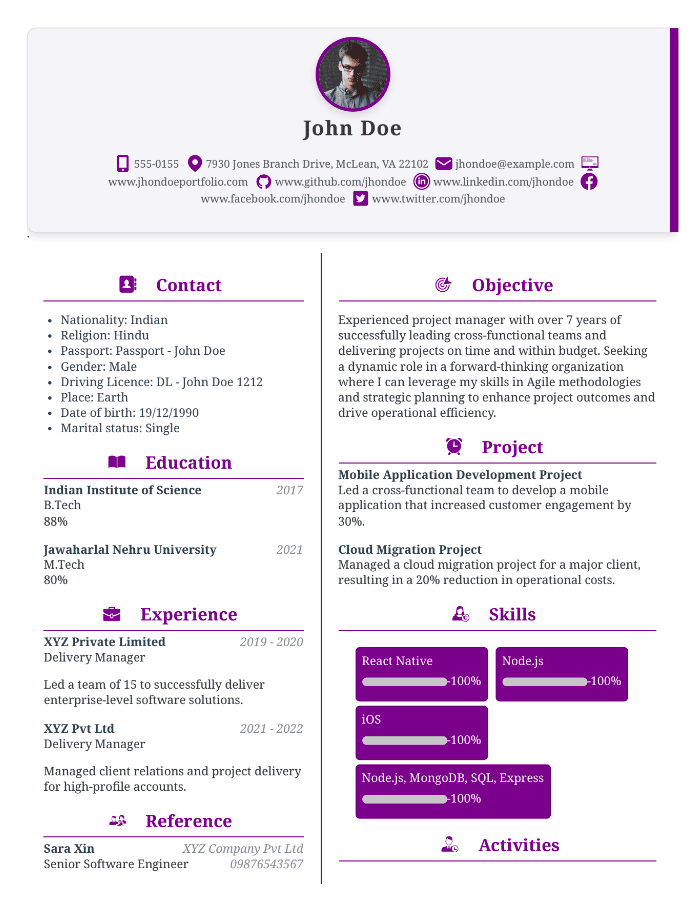 John Doe
555-0155 7930 Jones Branch Drive, McLean, VA 22102 jhondoe@example.com
www.jhondoeportfolio.com www.github.com/jhondoe www.linkedin.com/jhondoe
www.facebook.com/jhondoe www.twitter.com/jhondoe
.
Contact
• Nationality: Indian
• Religion: Hindu
• Passport: Passport - John Doe
• Gender: Male
• Driving Licence: DL - John Doe 1212
• Place: Earth
• Date of birth: 19/12/1990
• Marital status: Single
Education
Indian Institute of Science 2017
B.Tech
88%
Jawaharlal Nehru University 2021
M.Tech
80%
Experience
XYZ Private Limited 2019 - 2020
Delivery Manager
Led a team of 15 to successfully deliver
enterprise-level software solutions.
XYZ Pvt Ltd 2021 - 2022
Delivery Manager
Managed client relations and project delivery
for high-profile accounts.
Reference
Sara Xin XYZ Company Pvt Ltd
Senior Software Engineer 09876543567
Objective
Experienced project manager with over 7 years of
successfully leading cross-functional teams and
delivering projects on time and within budget. Seeking
a dynamic role in a forward-thinking organization
where I can leverage my skills in Agile methodologies
and strategic planning to enhance project outcomes and
drive operational efficiency.
Project
Mobile Application Development Project
Led a cross-functional team to develop a mobile
application that increased customer engagement by
30%.
Cloud Migration Project
Managed a cloud migration project for a major client,
resulting in a 20% reduction in operational costs.
Skills
React Native
-100%
Node.js
-100%
iOS
-100%
Node.js, MongoDB, SQL, Express
-100%
Activities